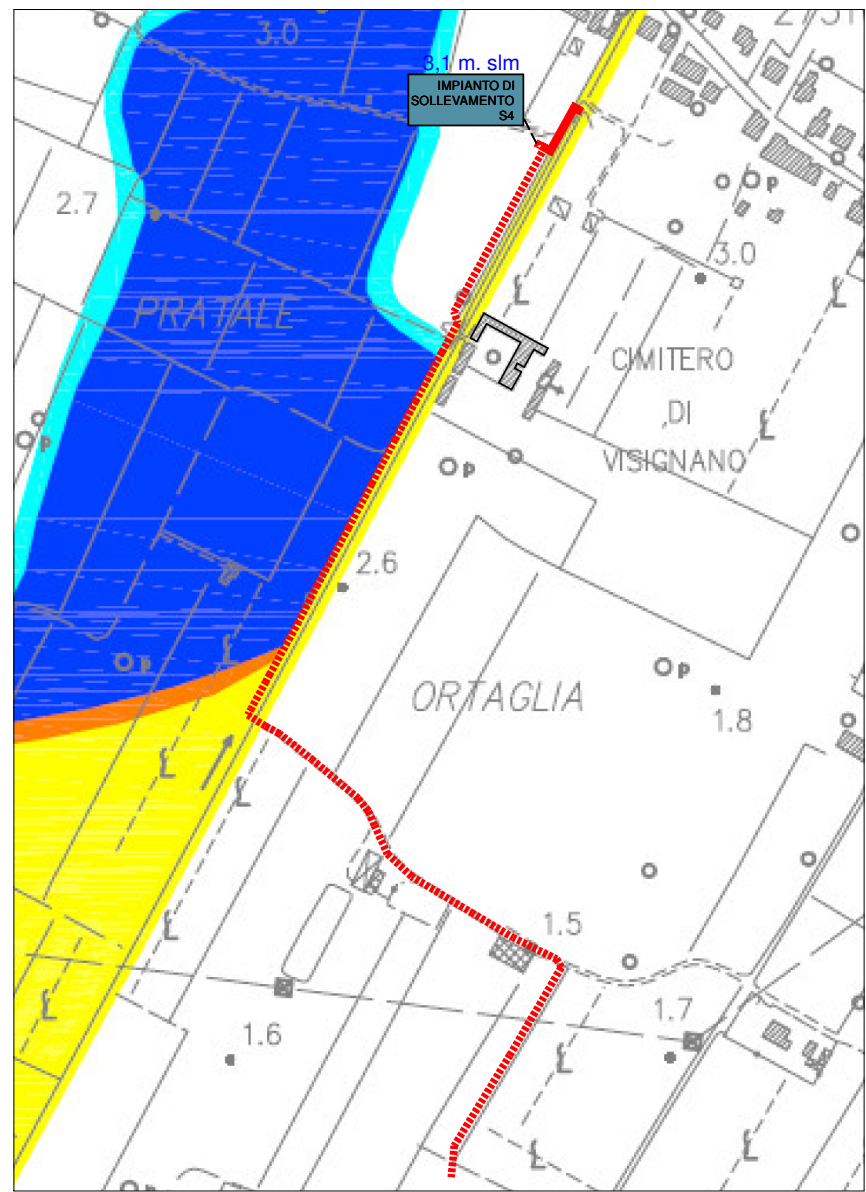 3.0
3,1 m. slm
IMPIANTO DI
SOLLEVAMENTO
S4
2.7
p
3.0
PRATALE
CIMITERO
DI
VISIGNANO
p
p
2.6
p
p
ORTAGLIA
1.8
1.5
1.7
1.6
p